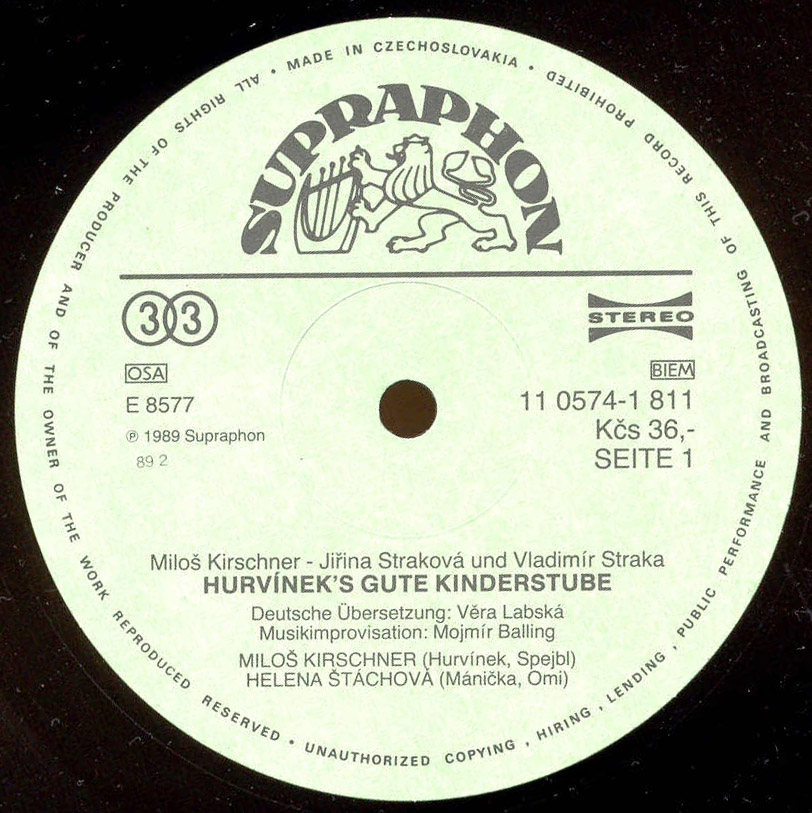 • MADE IN CZECHOSLOVAKIA • ALL RIGHTS OF THE PRODUCER AND OF THE OWNER OF THE WORK REPRODUCED RESERVED • UNAUTHORIZED COPYING, HIRING, LENDING, PUBLIC PERFORMANCE AND BROADCASTING OF THIS RECORD PROHIBITED
SUPRAPHON
33
STEREO
OSA
BIEM
E 8577
11 0574-1 811
℗ 1989 Supraphon
Kčs 36,-
89 2
SEITE 1
Miloš Kirschner - Jiřina Straková und Vladimír Straka
HURVÍNEK'S GUTE KINDERSTUBE
Deutsche Übersetzung: Věra Labská
Musikimprovisation: Mojmír Balling
MILOŠ KIRSCHNER (Hurvínek, Spejbl)
HELENA ŠTÁCHOVÁ (Mánička, Omi)